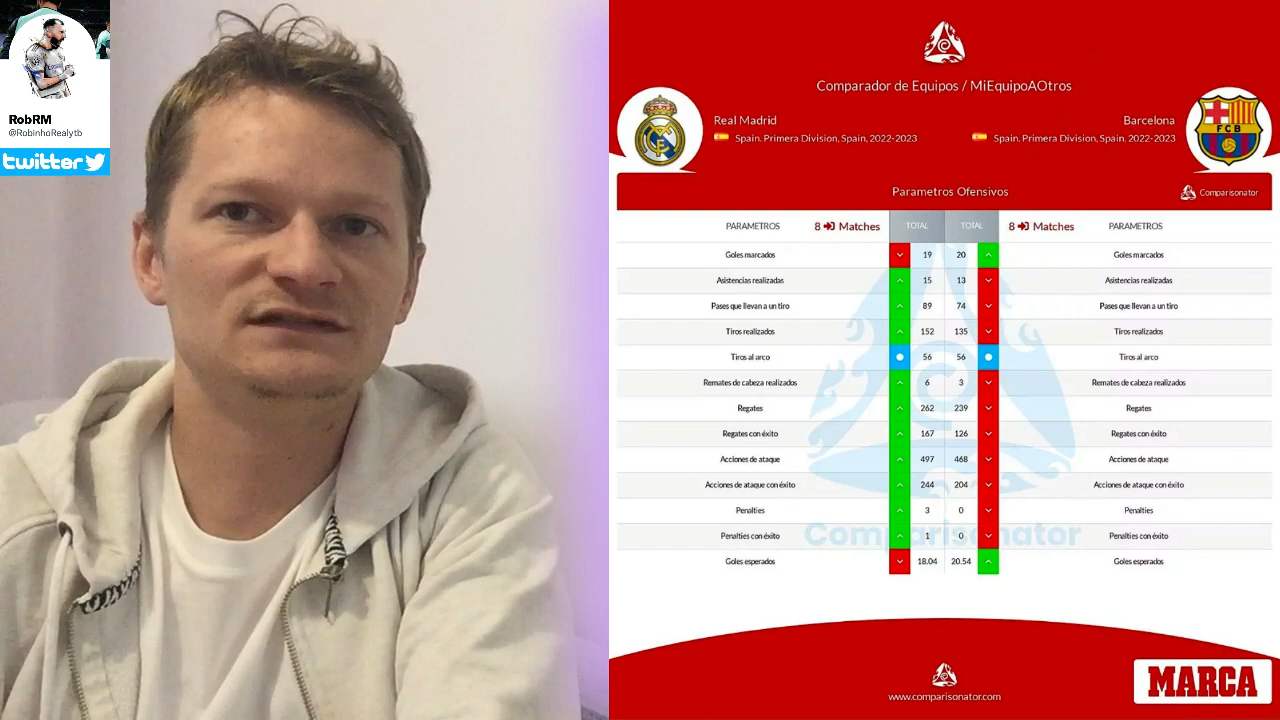 RobRM
@RobinhoRealytb
twitter
Comparador de Equipos / MiEquipoAOtros
Real Madrid
Spain. Primera Division, Spain, 2022-2023
Barcelona
Spain. Primera Division, Spain, 2022-2023
FCB
Parametros Ofensivos
Comparisonator
PARAMETROS 8 Matches TOTAL TOTAL 8 Matches PARAMETROS
Goles marcados 19 20 Goles marcados
Asistencias realizadas 15 13 Asistencias realizadas
Pases que llevan a un tiro 89 74 Pases que llevan a un tiro
Tiros realizados 152 135 Tiros realizados
Tiros al arco 56 56 Tiros al arco
Remates de cabeza realizados 6 3 Remates de cabeza realizados
Regates 262 239 Regates
Regates con éxito 167 126 Regates con éxito
Acciones de ataque 497 468 Acciones de ataque
Acciones de ataque con éxito 244 204 Acciones de ataque con éxito
Penalties 3 0 Penalties
Comparisonator
Penalties con éxito 1 0 Penalties con éxito
Goles esperados 18.04 20.54 Goles esperados
www.comparisonator.com
MARCA